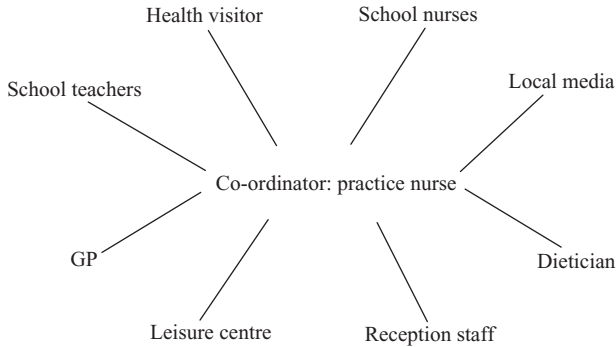 Health visitor
School nurses
School teachers
Local media
Co-ordinator: practice nurse
GP
Dietician
Leisure centre
Reception staff